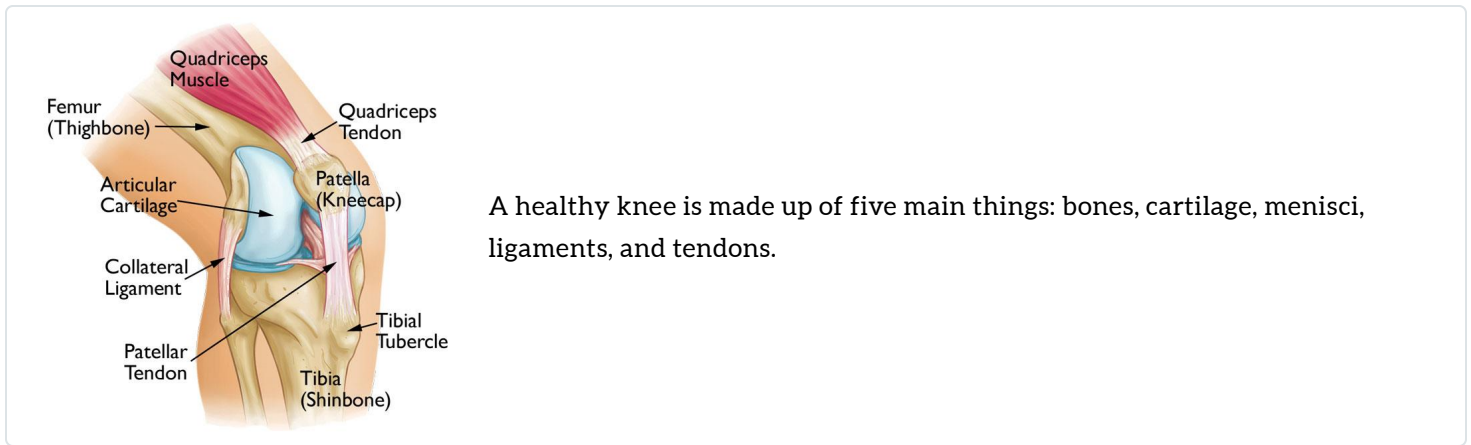 Quadriceps
Muscle
Femur
(Thighbone)
Quadriceps
Tendon
Articular
Cartilage
Patella
(Kneecap)
A healthy knee is made up of five main things: bones, cartilage, menisci,
ligaments, and tendons.
Collateral
Ligament
Tibial
Tubercle
Patellar
Tendon
Tibia
(Shinbone)